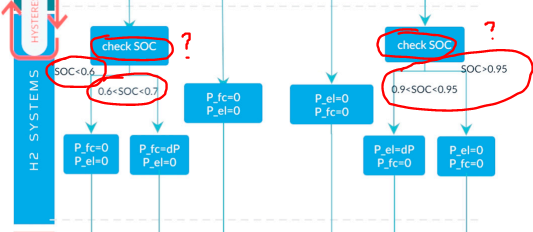 HYSTERE
H2 SYSTEMS
check SOC
?
SOC<0.6
0.6<SOC<0.7
P_fc=0
P_el=0
P_fc=dP
P_el=0
P_fc=0
P_el=0
P_el=0
P_fc=0
check SOC
?
SOC>0.95
0.9<SOC<0.95
P_el=dP
P_fc=0
P_el=0
P_fc=0